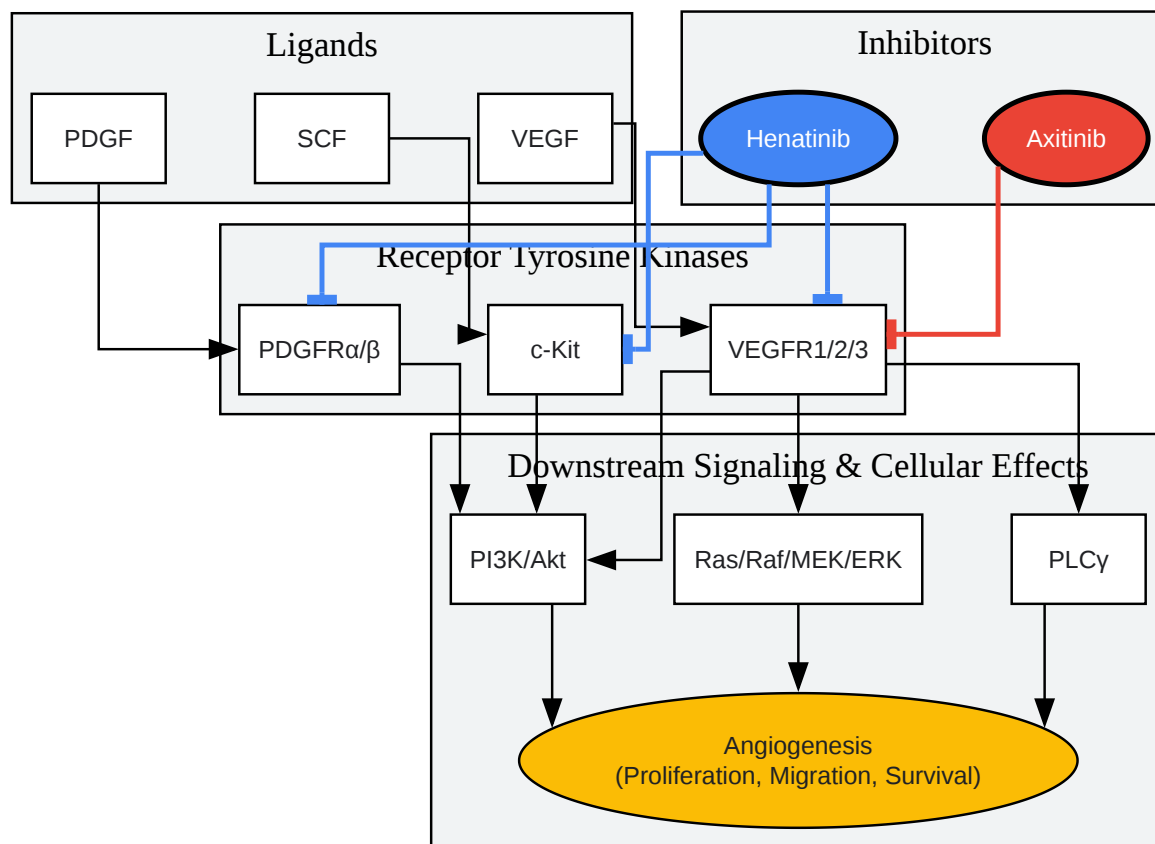 Ligands
Inhibitors
PDGF
SCF
VEGF
Henatinib
Axitinib
Receptor Tyrosine Kinases
PDGFRα/β
c-Kit
VEGFR1/2/3
Downstream Signaling & Cellular Effects
PI3K/Akt
Ras/Raf/MEK/ERK
PLCγ
Angiogenesis
(Proliferation, Migration, Survival)